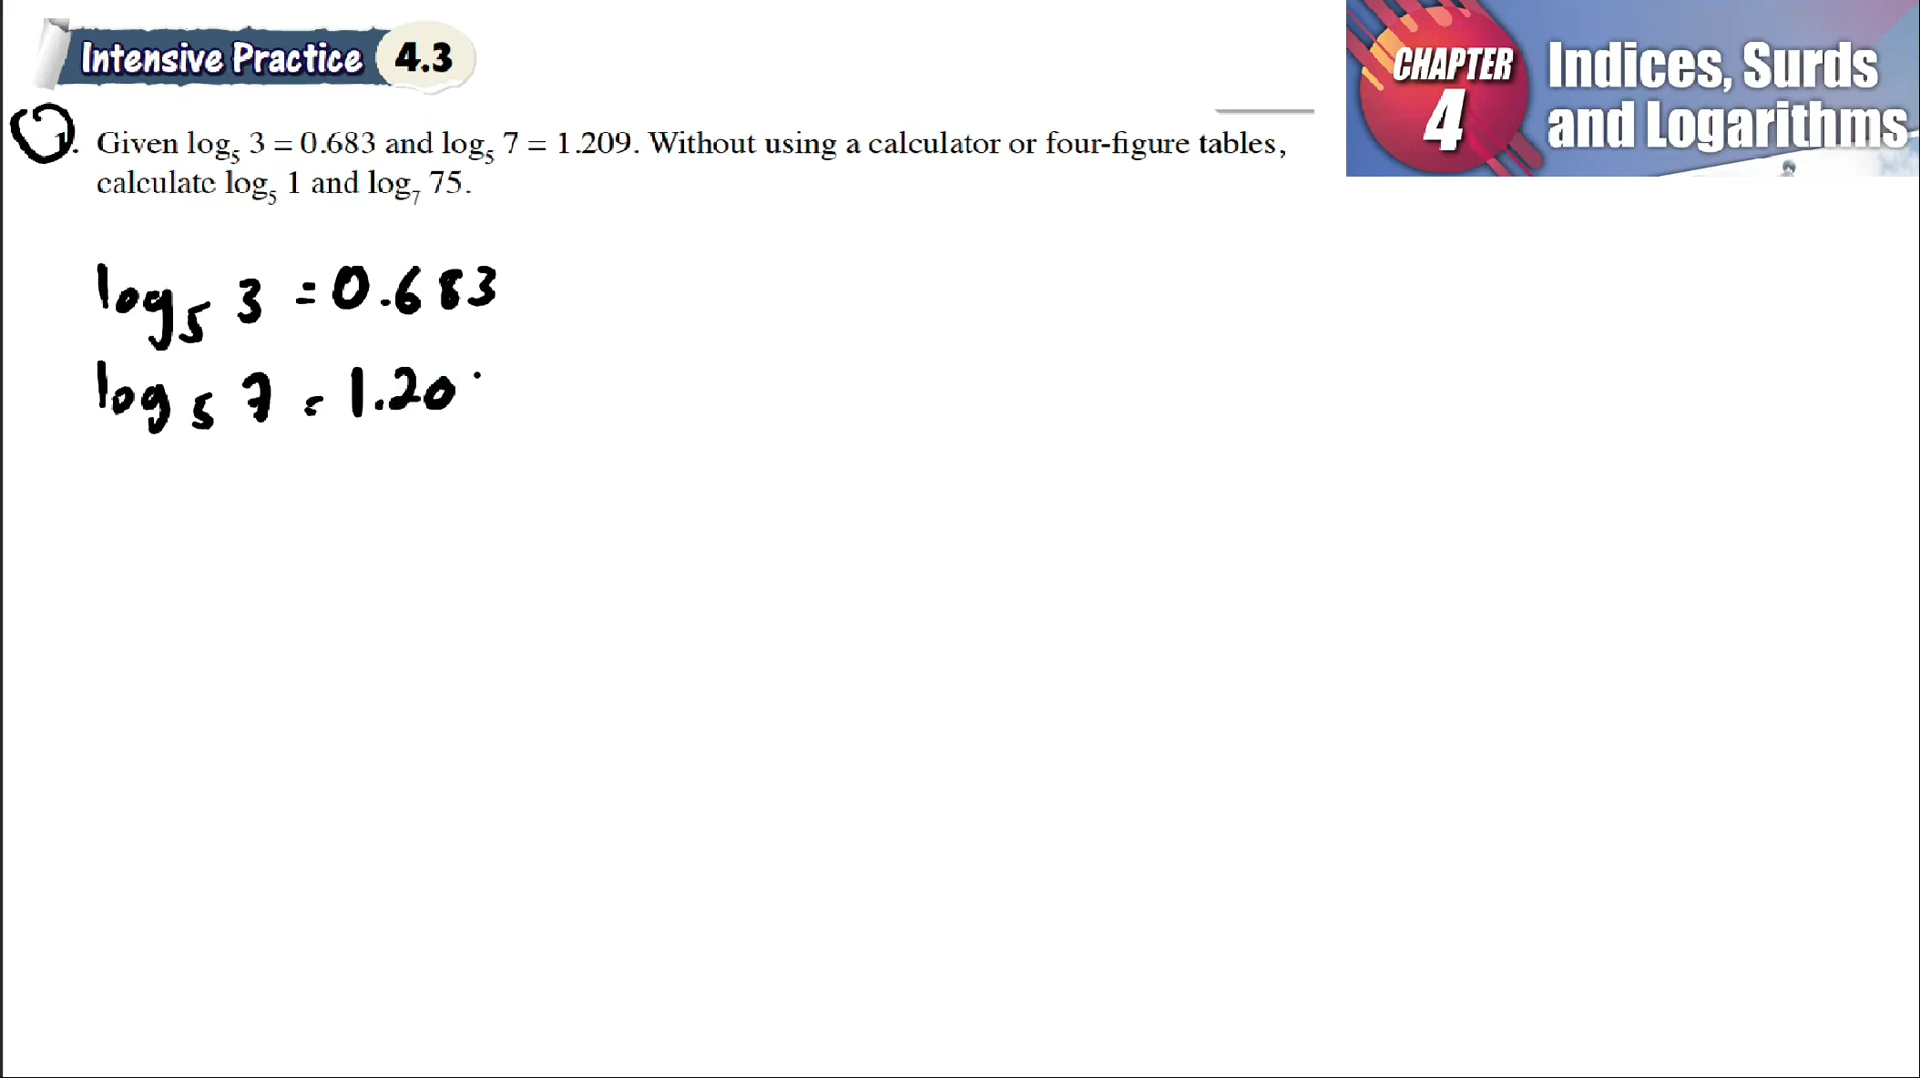 Intensive Practice 4.3
CHAPTER 4
Indices, Surds
and Logarithms
1. Given log₅ 3 = 0.683 and log₅ 7 = 1.209. Without using a calculator or four-figure tables,
calculate log₅ 1 and log₇ 75.
log₅ 3 = 0.683
log₅ 7 = 1.20